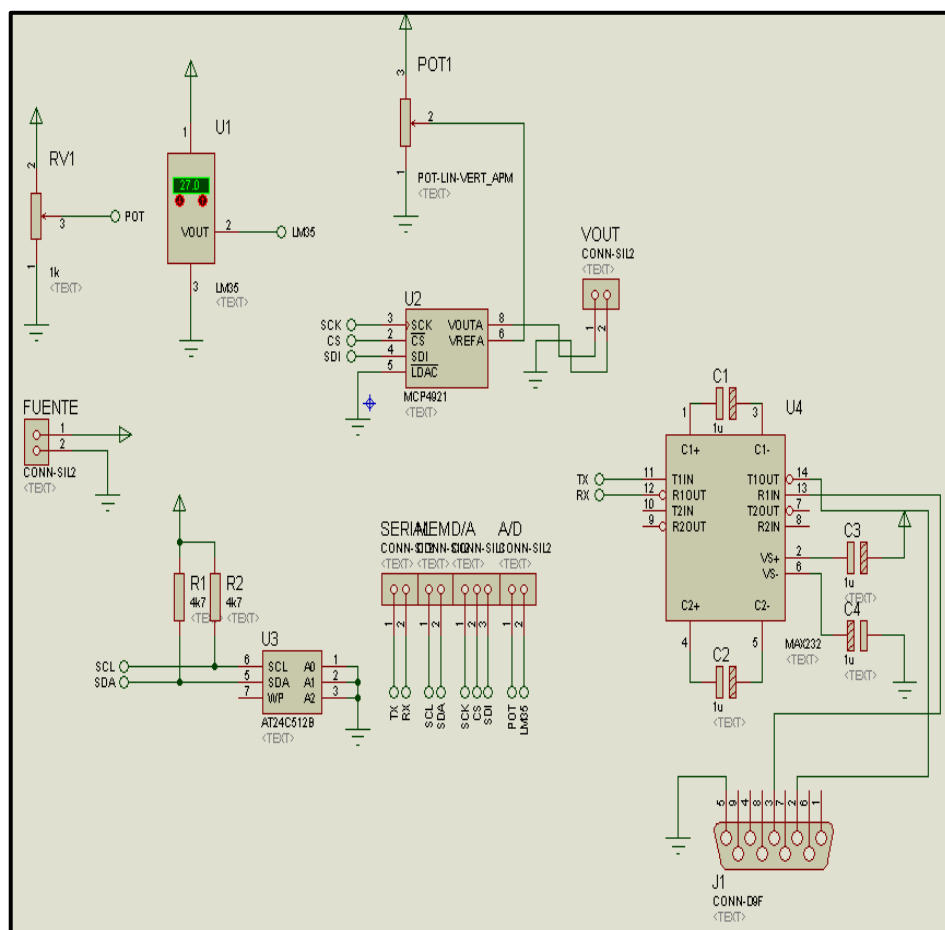 POT1
3
2
1
POT-LIN-VERT_APM
<TEXT>
U1
1
27.0
VOUT
2
LM35
3
LM35
<TEXT>
RV1
2
3
POT
1
1k
<TEXT>
VOUT
CONN-SIL2
<TEXT>
1
2
U2
SCK
3
SCK
CS
2
CS
SDI
4
SDI
5
LDAC
VOUTA
8
VREFA
6
MCP4921
<TEXT>
FUENTE
1
2
CONN-SIL2
<TEXT>
C1
1u
<TEXT>
U4
1
3
C1+
C1-
TX
11
T1IN
RX
12
R1OUT
10
T2IN
9
R2OUT
T1OUT
14
R1IN
13
T2OUT
7
R2IN
8
VS+
2
VS-
6
C2+
C2-
4
5
MAX232
<TEXT>
C3
1u
<TEXT>
C4
1u
<TEXT>
C2
1u
<TEXT>
R1
4k7
<TEXT>
R2
4k7
<TEXT>
U3
SCL
6
SCL
SDA
5
SDA
7
WP
A0
1
A1
2
A2
3
AT24C512B
<TEXT>
SERIAL
MEM
D/A
A/D
CONN-SIL2
<TEXT>
1
2
1
2
1
2
3
1
2
TX
RX
SCL
SDA
SCK
CS
SDI
POT
LM35
5
9
4
8
3
7
2
6
1
J1
CONN-D9F
<TEXT>